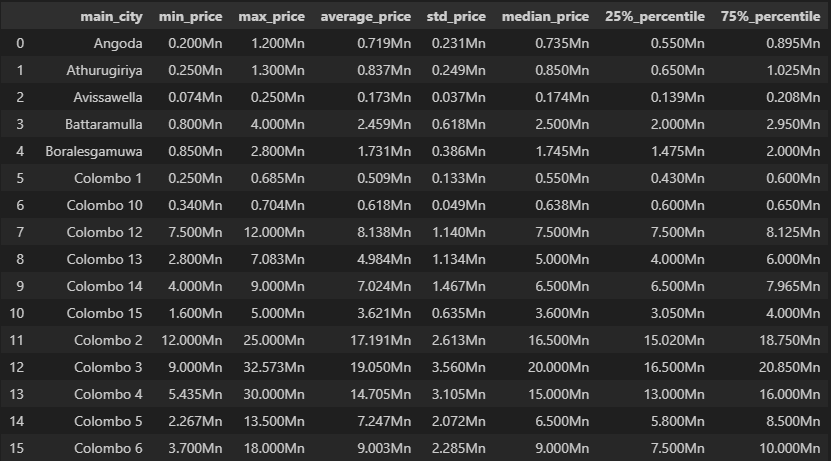 main_city min_price max_price average_price std_price median_price 25%_percentile 75%_percentile
0 Angoda 0.200Mn 1.200Mn 0.719Mn 0.231Mn 0.735Mn 0.550Mn 0.895Mn
1 Athurugiriya 0.250Mn 1.300Mn 0.837Mn 0.249Mn 0.850Mn 0.650Mn 1.025Mn
2 Avissawella 0.074Mn 0.250Mn 0.173Mn 0.037Mn 0.174Mn 0.139Mn 0.208Mn
3 Battaramulla 0.800Mn 4.000Mn 2.459Mn 0.618Mn 2.500Mn 2.000Mn 2.950Mn
4 Boralesgamuwa 0.850Mn 2.800Mn 1.731Mn 0.386Mn 1.745Mn 1.475Mn 2.000Mn
5 Colombo 1 0.250Mn 0.685Mn 0.509Mn 0.133Mn 0.550Mn 0.430Mn 0.600Mn
6 Colombo 10 0.340Mn 0.704Mn 0.618Mn 0.049Mn 0.638Mn 0.600Mn 0.650Mn
7 Colombo 12 7.500Mn 12.000Mn 8.138Mn 1.140Mn 7.500Mn 7.500Mn 8.125Mn
8 Colombo 13 2.800Mn 7.083Mn 4.984Mn 1.134Mn 5.000Mn 4.000Mn 6.000Mn
9 Colombo 14 4.000Mn 9.000Mn 7.024Mn 1.467Mn 6.500Mn 6.500Mn 7.965Mn
10 Colombo 15 1.600Mn 5.000Mn 3.621Mn 0.635Mn 3.600Mn 3.050Mn 4.000Mn
11 Colombo 2 12.000Mn 25.000Mn 17.191Mn 2.613Mn 16.500Mn 15.020Mn 18.750Mn
12 Colombo 3 9.000Mn 32.573Mn 19.050Mn 3.560Mn 20.000Mn 16.500Mn 20.850Mn
13 Colombo 4 5.435Mn 30.000Mn 14.705Mn 3.105Mn 15.000Mn 13.000Mn 16.000Mn
14 Colombo 5 2.267Mn 13.500Mn 7.247Mn 2.072Mn 6.500Mn 5.800Mn 8.500Mn
15 Colombo 6 3.700Mn 18.000Mn 9.003Mn 2.285Mn 9.000Mn 7.500Mn 10.000Mn